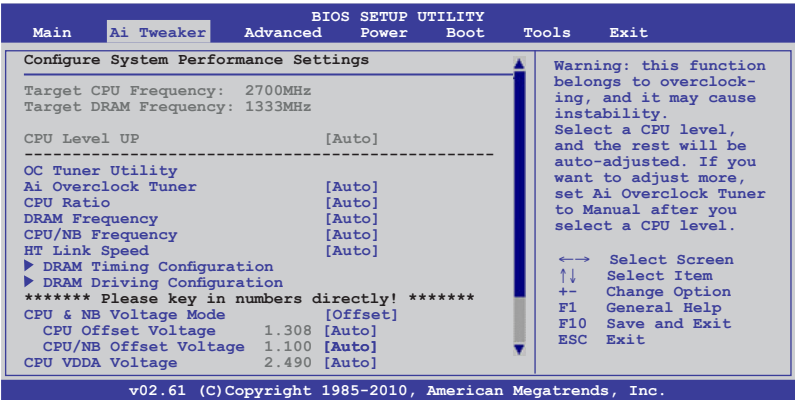 BIOS SETUP UTILITY
Main Ai Tweaker Advanced Power Boot Tools Exit
Configure System Performance Settings
Target CPU Frequency: 2700MHz
Target DRAM Frequency: 1333MHz
CPU Level UP [Auto]
------------------------------------------------------
OC Tuner Utility
Ai Overclock Tuner [Auto]
CPU Ratio [Auto]
DRAM Frequency [Auto]
CPU/NB Frequency [Auto]
HT Link Speed [Auto]
DRAM Timing Configuration
DRAM Driving Configuration
******* Please key in numbers directly! *******
CPU & NB Voltage Mode [Offset]
CPU Offset Voltage 1.308 [Auto]
CPU/NB Offset Voltage 1.100 [Auto]
CPU VDDA Voltage 2.490 [Auto]
Warning: this function
belongs to overclock-
ing, and it may cause
instability.
Select a CPU level,
and the rest will be
auto-adjusted. If you
want to adjust more,
set Ai Overclock Tuner
to Manual after you
select a CPU level.
←→ Select Screen
↑↓ Select Item
+- Change Option
F1 General Help
F10 Save and Exit
ESC Exit
v02.61 (C)Copyright 1985-2010, American Megatrends, Inc.